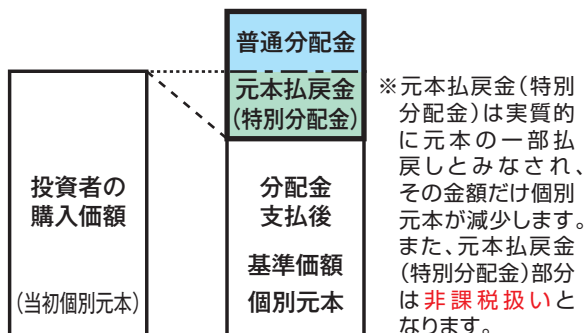 普通分配金
元本払戻金
(特別分配金)
投資者の
購入価額
(当初個別元本)
分配金
支払後
基準価額
個別元本
※元本払戻金(特別
分配金)は実質的
に元本の一部払
戻しとみなされ、
その金額だけ個別
元本が減少します。
また、元本払戻金
(特別分配金)部分
は非課税扱いと
なります。